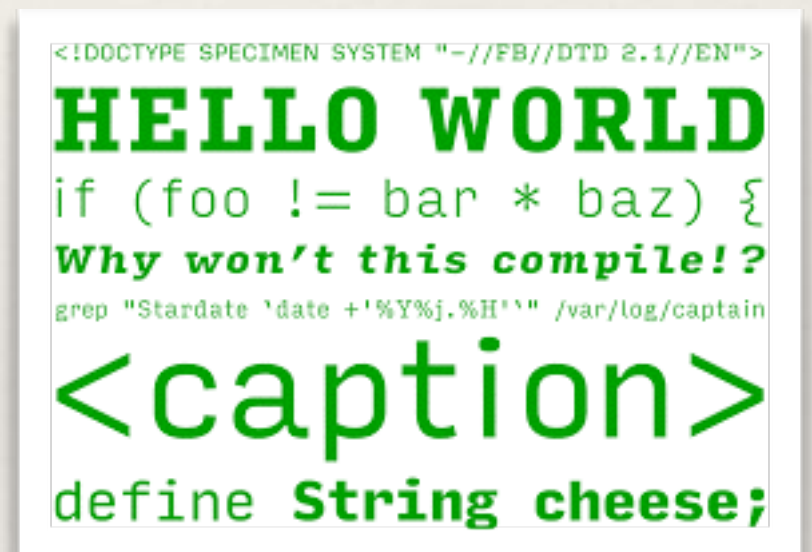 <!DOCTYPE SPECIMEN SYSTEM "-//FB//DTD 2.1//EN">
HELLO WORLD
if (foo != bar * baz) {
Why won’t this compile!?
grep "Stardate `date +'%Y%j.%H'`" /var/log/captain
<caption>
define String cheese;